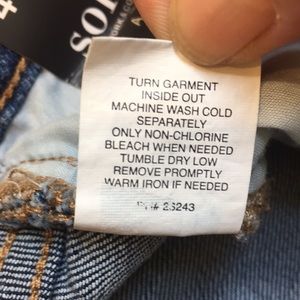 4
TURN GARMENT
INSIDE OUT
MACHINE WASH COLD
SEPARATELY
ONLY NON-CHLORINE
BLEACH WHEN NEEDED
TUMBLE DRY LOW
REMOVE PROMPTLY
WARM IRON IF NEEDED